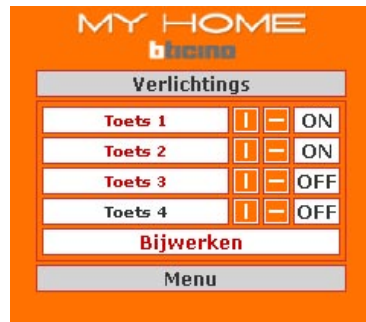 MY HOME
bticino
Verlichtings
Toets 1 I − ON
Toets 2 I − ON
Toets 3 I − OFF
Toets 4 I − OFF
Bijwerken
Menu